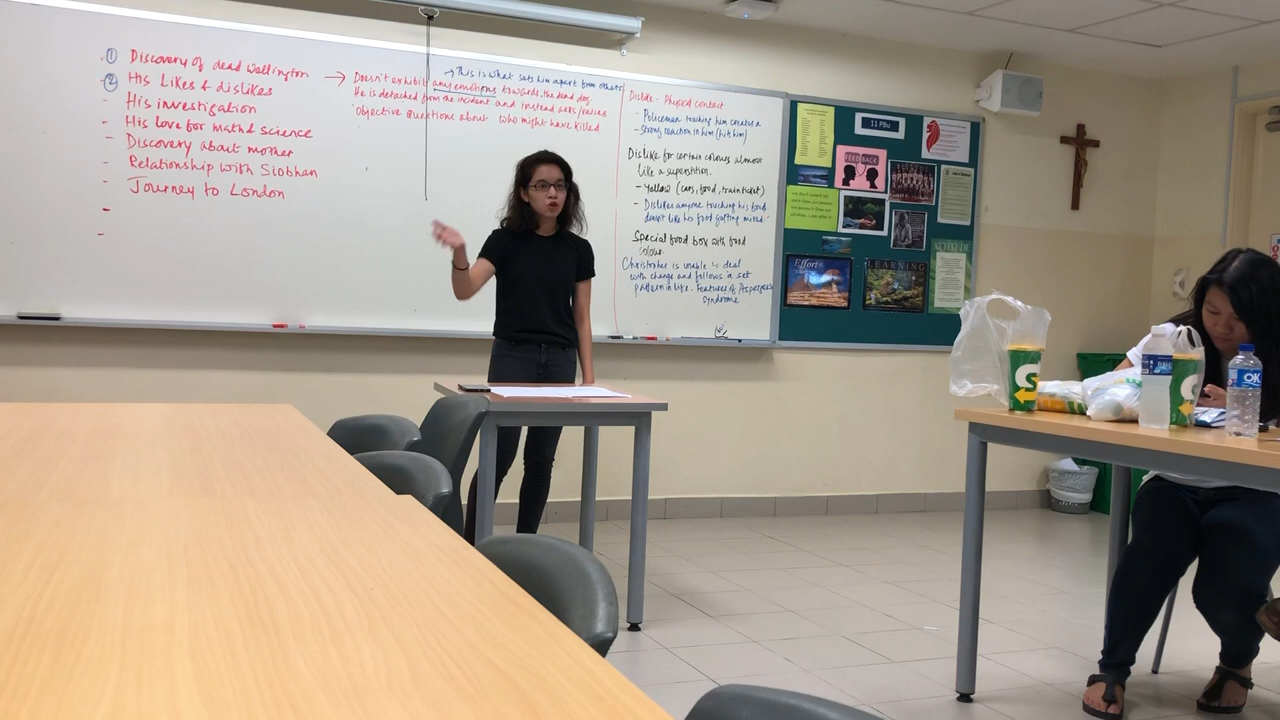 ① Discovery of dead Wellington
② His Likes & dislikes
- His investigation
- His love for Math & science
- Discovery about mother
- Relationship with Siobhan
- Journey to London
-
-
→ This is what sets him apart from others
→ Doesn't exhibit any emotions towards the dead dog.
He is detached from the incident and instead asks/raises
objective questions about who might have killed
Dislike - Physical contact
- Policeman touching him creates a
- strong reaction in him (hit him)
Dislike for certain colours almost
like a superstition.
- Yellow (cars, food, train ticket)
- Dislikes anyone touching his food
doesn't like his food getting mixed.
Special food box with food
colour.
Christopher is unable to deal
with change and follows a set
pattern in life. Features of Asperger's
syndrome.
11 PBu
FEEDBACK
ATTITUDE
Effort
LEARNING
OK